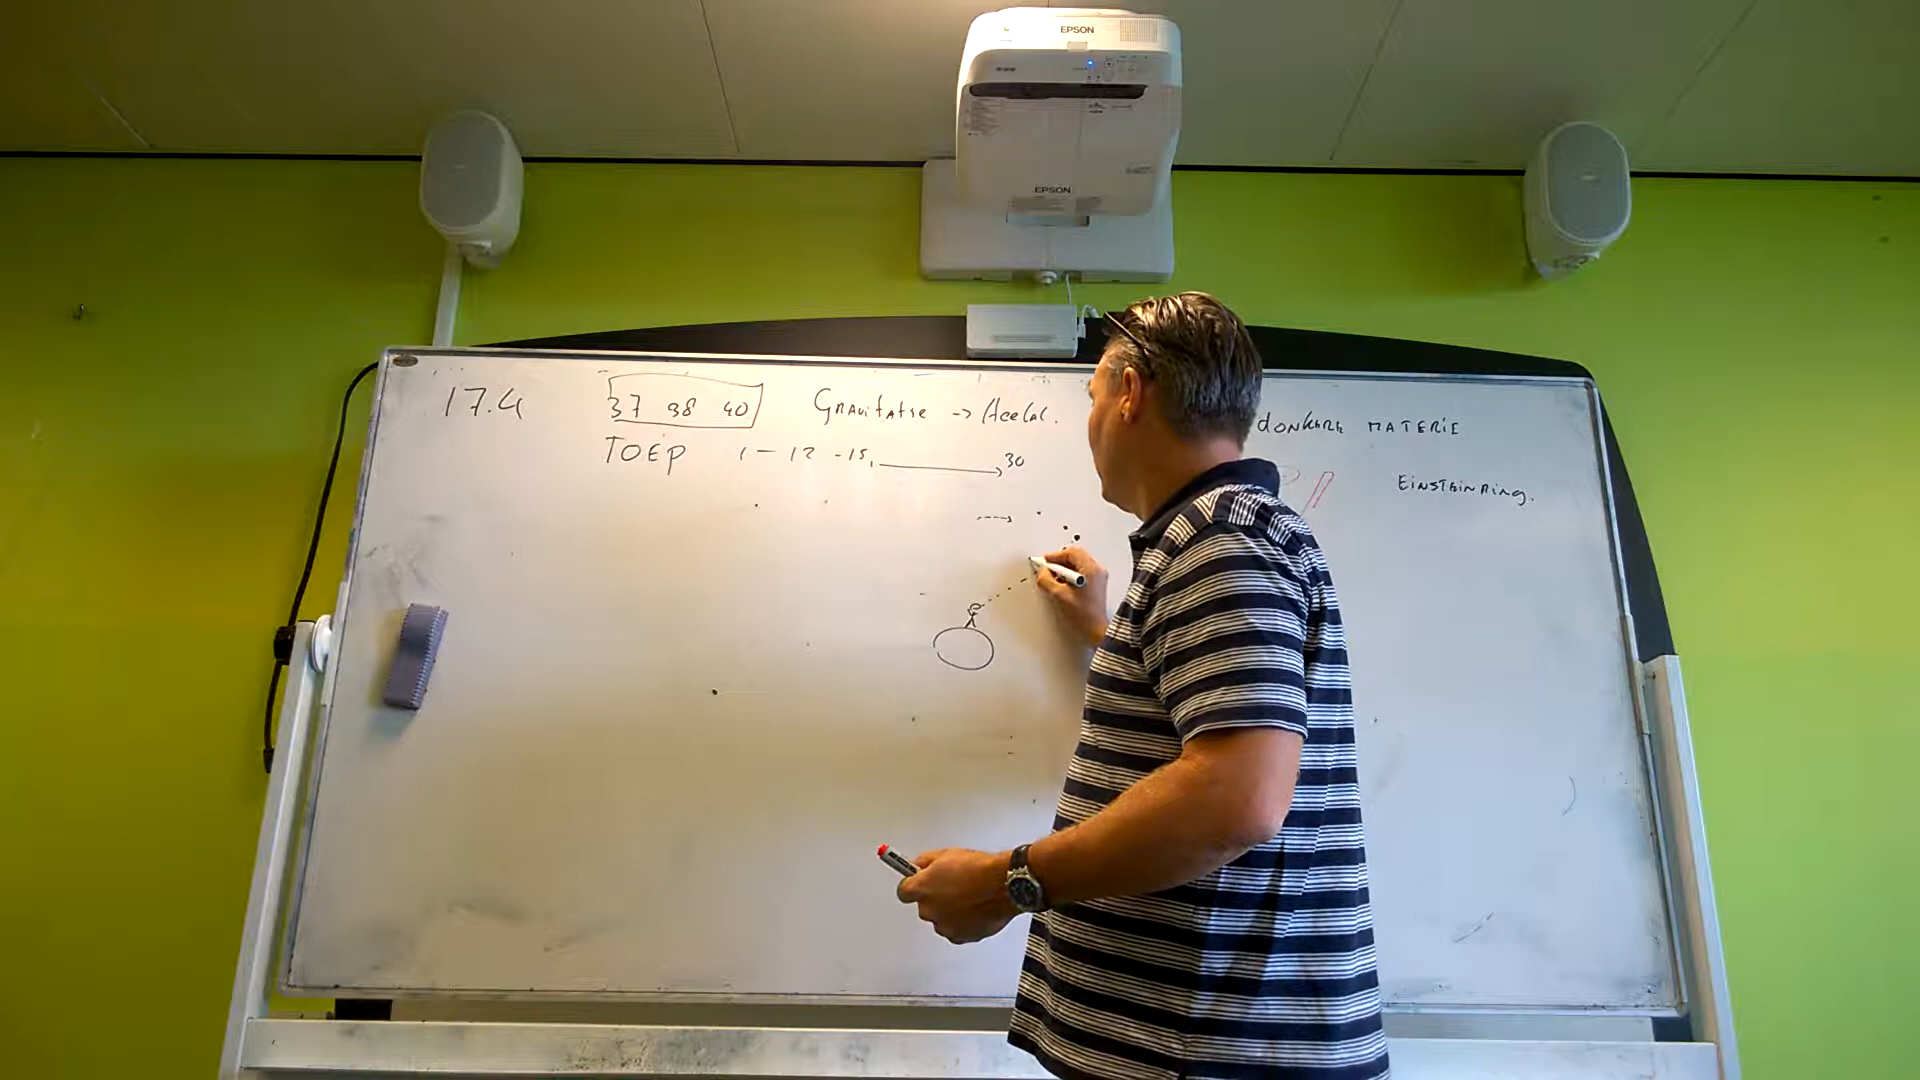 EPSON
EPSON
17.4 37 38 40 Gravitatie -> Accel.
donkere materie
TOEP 1 - 12 - 15, 30
Einsteinring.